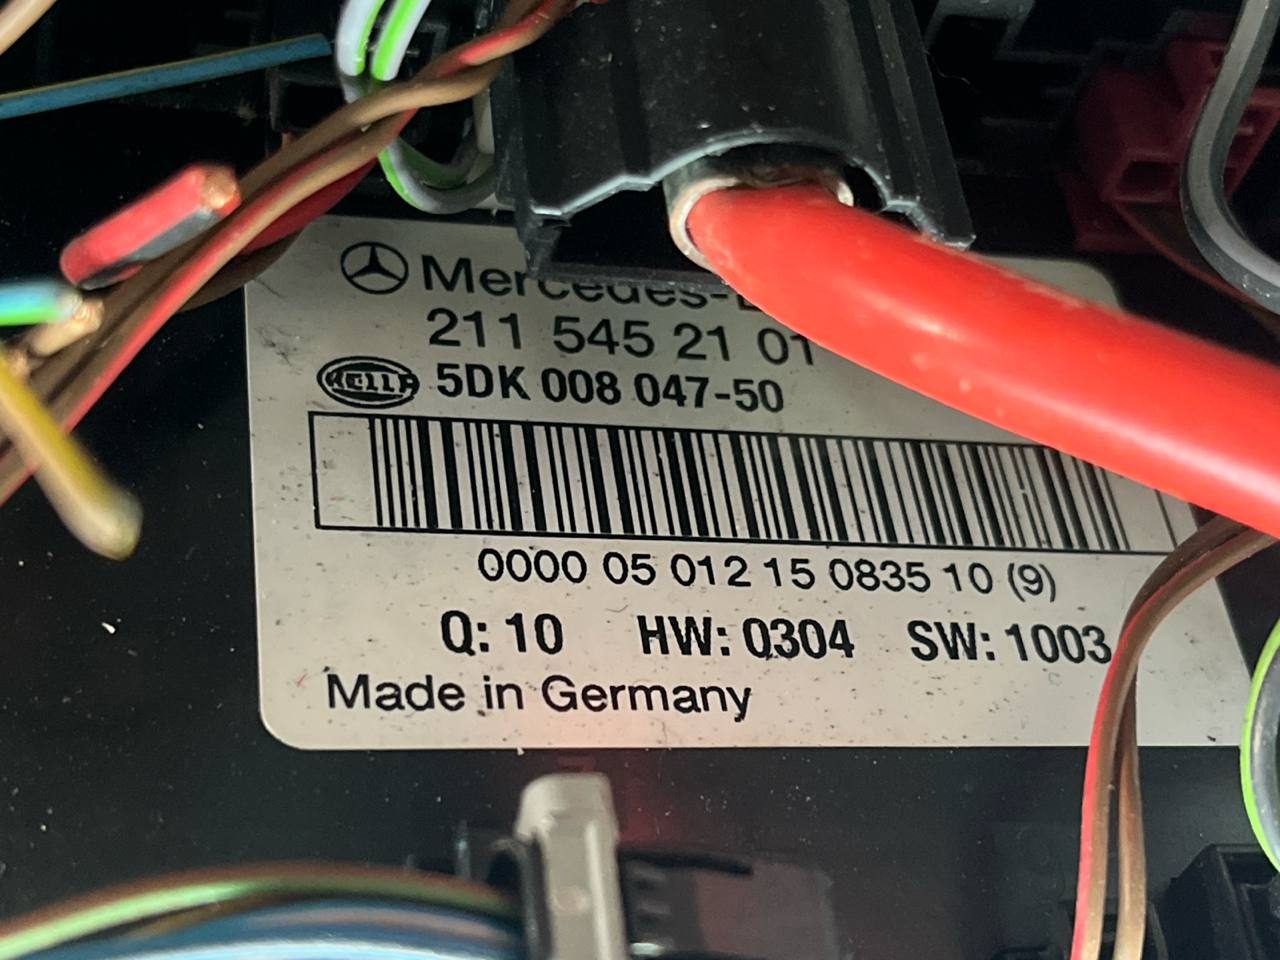 Mercedes-
211 545 21 01
HELLA 5DK 008 047-50
0000 05 012 15 0835 10 (9)
Q: 10 HW: 0304 SW: 1003
Made in Germany